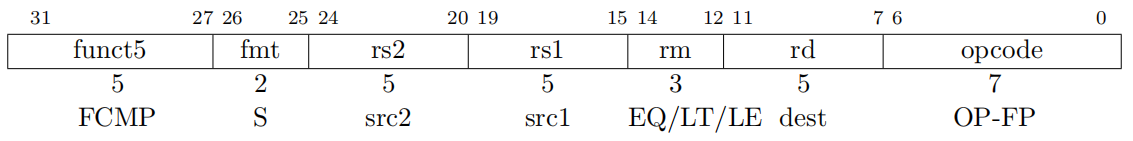 31 27 26 25 24 20 19 15 14 12 11 7 6 0
funct5 fmt rs2 rs1 rm rd opcode
5 2 5 5 3 5 7
FCMP S src2 src1 EQ/LT/LE dest OP-FP